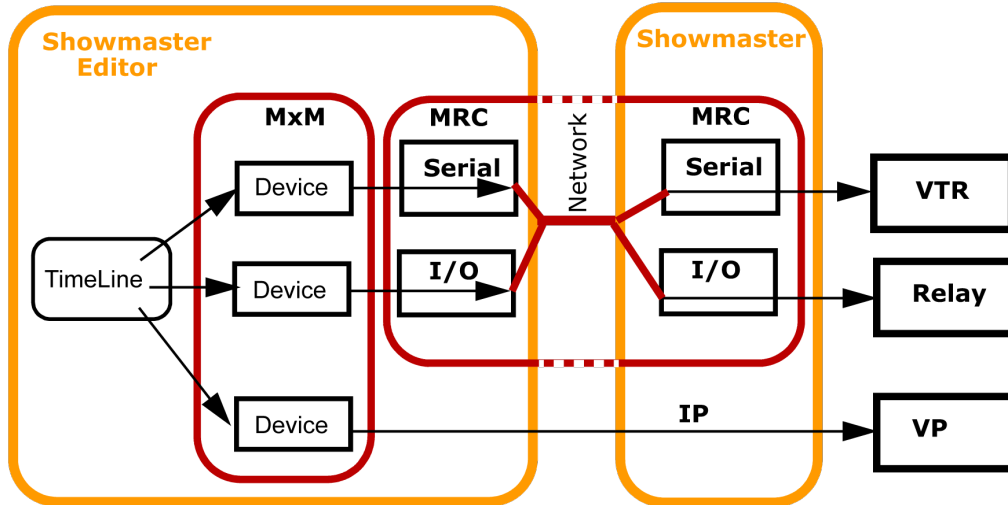 Showmaster
Editor
Showmaster
MxM
MRC
Network
MRC
Serial
Serial
Device
VTR
TimeLine
I/O
I/O
Device
Relay
IP
Device
VP